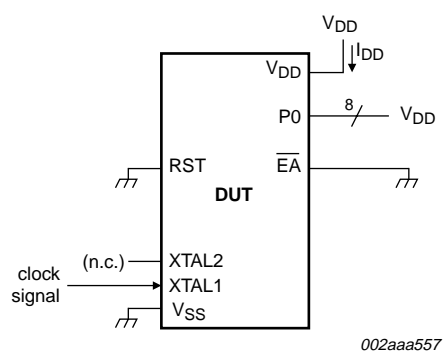 VDD
IDD
VDD
P0
8
VDD
RST
EA
DUT
(n.c.)
XTAL2
clock
signal
XTAL1
VSS
002aaa557